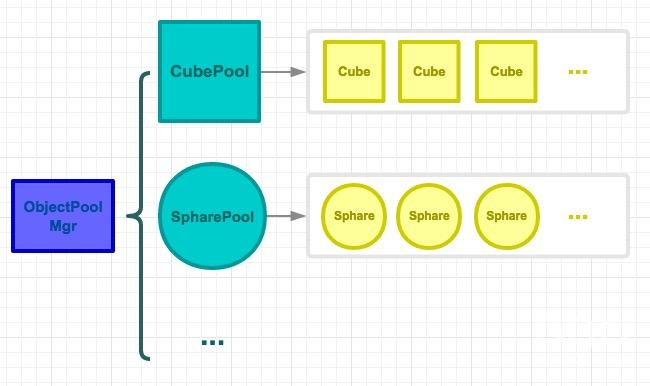 CubePool
Cube Cube Cube ...
ObjectPool
Mgr
SpharePool
Sphare Sphare Sphare ...
...